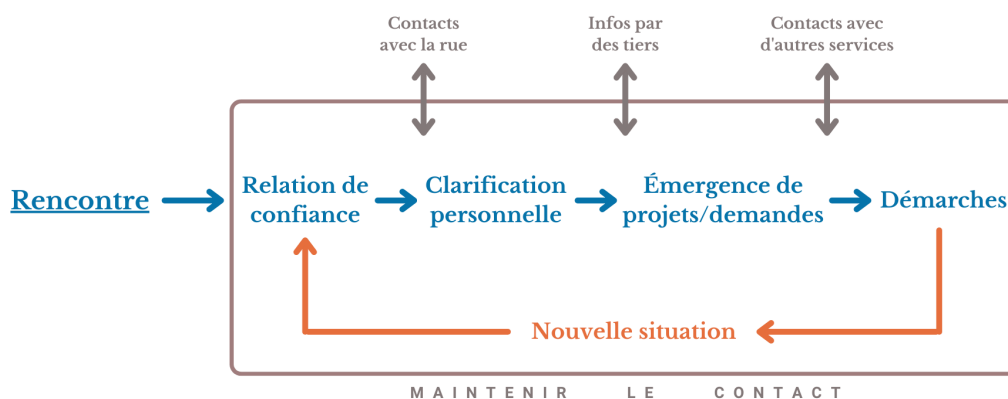 Contacts
avec la rue
Infos par
des tiers
Contacts avec
d'autres services
Rencontre
Relation de
confiance
Clarification
personnelle
Émergence de
projets/demandes
Démarches
Nouvelle situation
MAINTENIR LE CONTACT